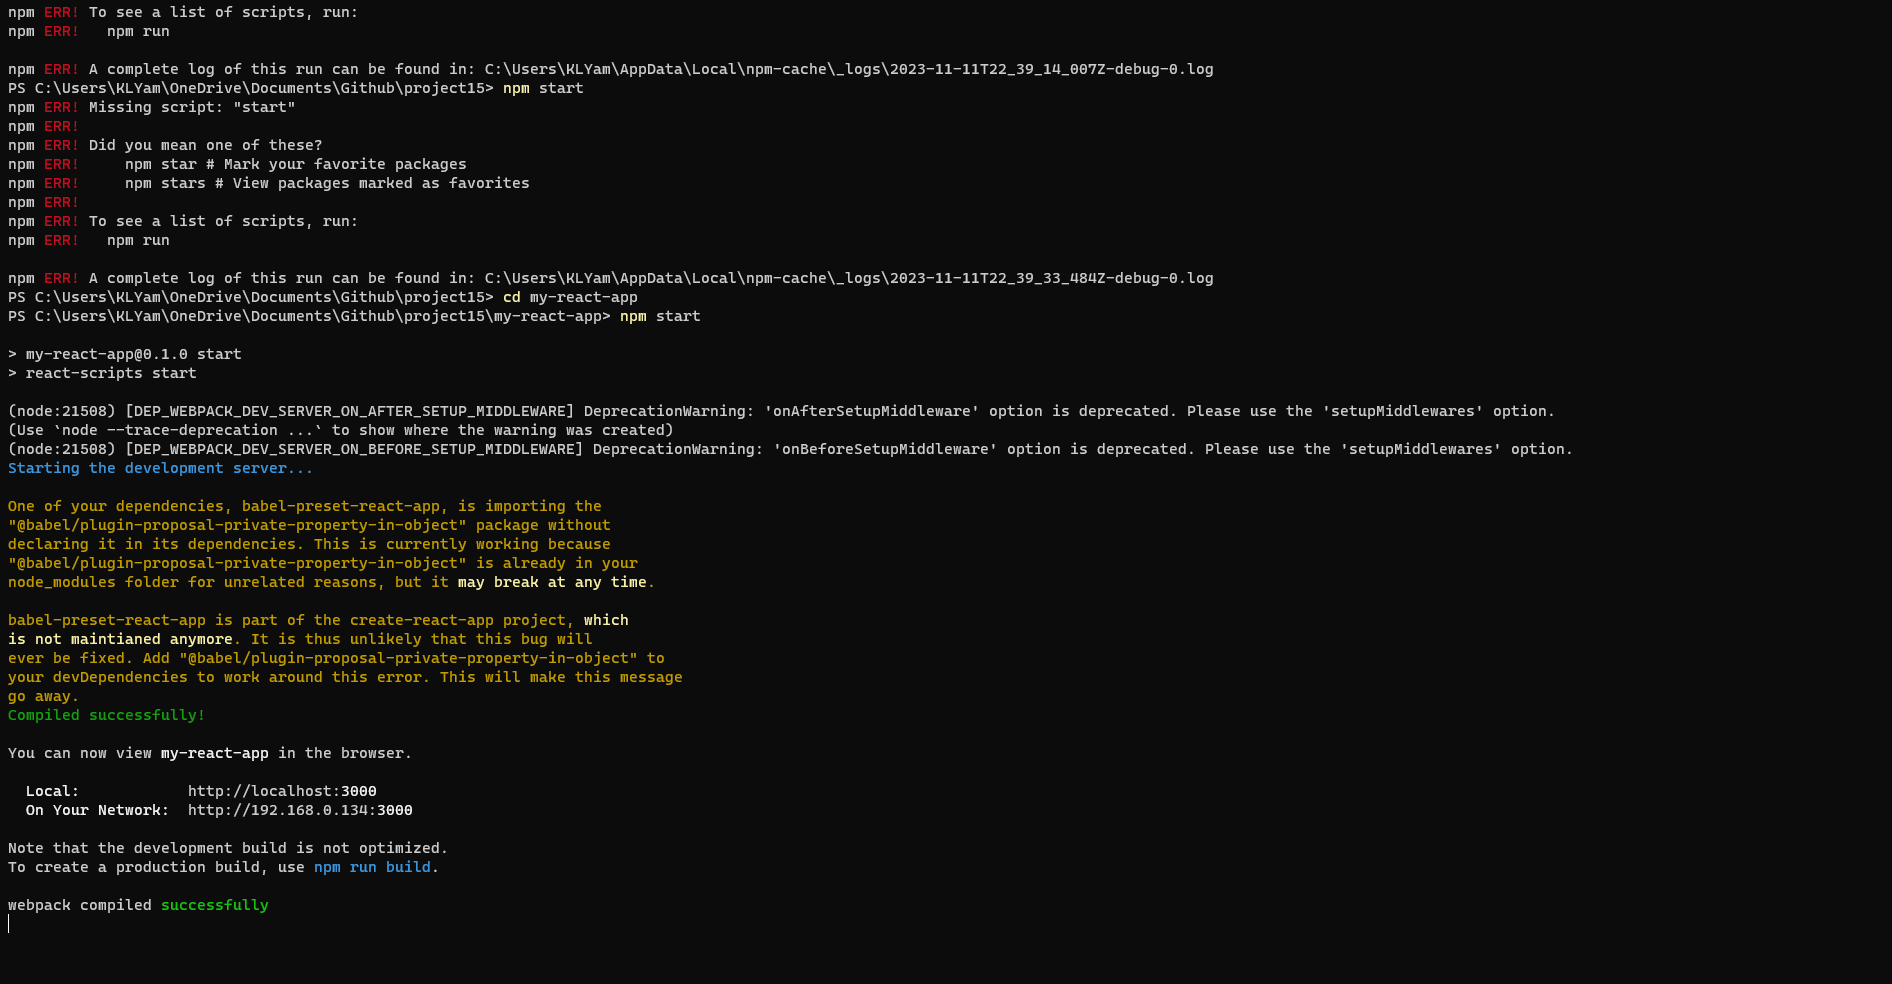 npm ERR! To see a list of scripts, run:
npm ERR!   npm run
npm ERR! A complete log of this run can be found in: C:\Users\KLYam\AppData\Local\npm-cache\_logs\2023-11-11T22_39_14_007Z-debug-0.log
PS C:\Users\KLYam\OneDrive\Documents\Github\project15> npm start
npm ERR! Missing script: "start"
npm ERR!
npm ERR! Did you mean one of these?
npm ERR!     npm star # Mark your favorite packages
npm ERR!     npm stars # View packages marked as favorites
npm ERR!
npm ERR! To see a list of scripts, run:
npm ERR!   npm run
npm ERR! A complete log of this run can be found in: C:\Users\KLYam\AppData\Local\npm-cache\_logs\2023-11-11T22_39_33_484Z-debug-0.log
PS C:\Users\KLYam\OneDrive\Documents\Github\project15> cd my-react-app
PS C:\Users\KLYam\OneDrive\Documents\Github\project15\my-react-app> npm start
> my-react-app@0.1.0 start
> react-scripts start
(node:21508) [DEP_WEBPACK_DEV_SERVER_ON_AFTER_SETUP_MIDDLEWARE] DeprecationWarning: 'onAfterSetupMiddleware' option is deprecated. Please use the 'setupMiddlewares' option.
(Use `node --trace-deprecation ...` to show where the warning was created)
(node:21508) [DEP_WEBPACK_DEV_SERVER_ON_BEFORE_SETUP_MIDDLEWARE] DeprecationWarning: 'onBeforeSetupMiddleware' option is deprecated. Please use the 'setupMiddlewares' option.
Starting the development server...
One of your dependencies, babel-preset-react-app, is importing the
"@babel/plugin-proposal-private-property-in-object" package without
declaring it in its dependencies. This is currently working because
"@babel/plugin-proposal-private-property-in-object" is already in your
node_modules folder for unrelated reasons, but it may break at any time.
babel-preset-react-app is part of the create-react-app project, which
is not maintianed anymore. It is thus unlikely that this bug will
ever be fixed. Add "@babel/plugin-proposal-private-property-in-object" to
your devDependencies to work around this error. This will make this message
go away.
Compiled successfully!
You can now view my-react-app in the browser.
  Local:            http://localhost:3000
  On Your Network:  http://192.168.0.134:3000
Note that the development build is not optimized.
To create a production build, use npm run build.
webpack compiled successfully